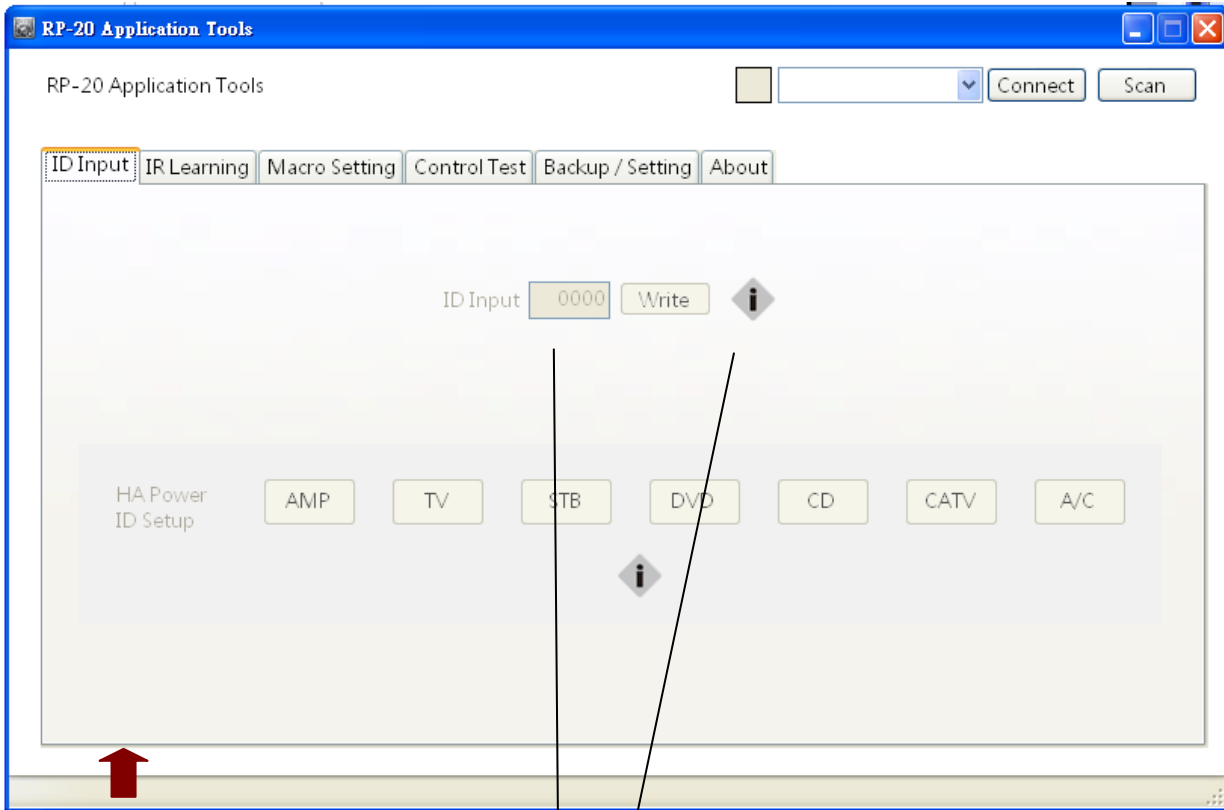 RP-20 Application Tools
RP-20 Application Tools
Connect Scan
ID Input IR Learning Macro Setting Control Test Backup / Setting About
ID Input 0000 Write i
HA Power
ID Setup
AMP TV STB DVD CD CATV A/C
i